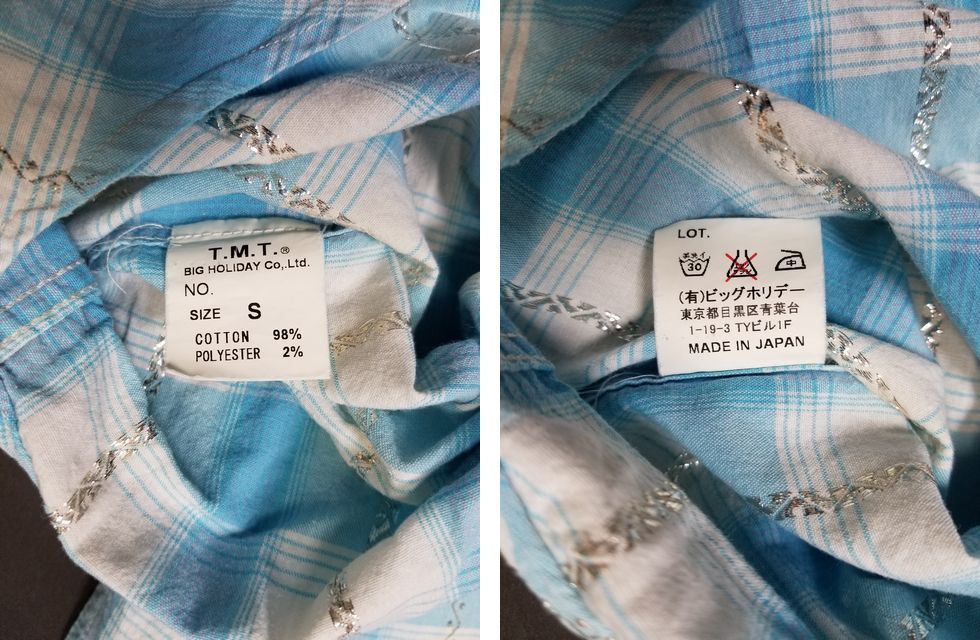 T.M.T.®
BIG HOLIDAY Co,.Ltd.
NO.
SIZE S
COTTON 98%
POLYESTER 2%
LOT.
30 中
(有)ビッグホリデー
東京都目黒区青葉台
1-19-3 TYビル1F
MADE IN JAPAN